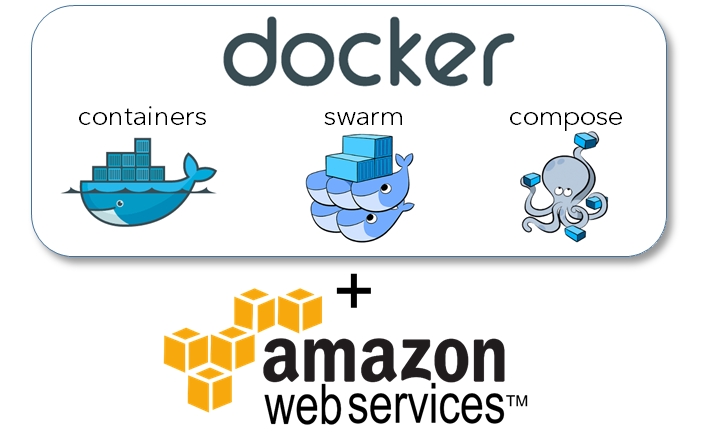 docker
containers swarm compose
+
amazon
web services™